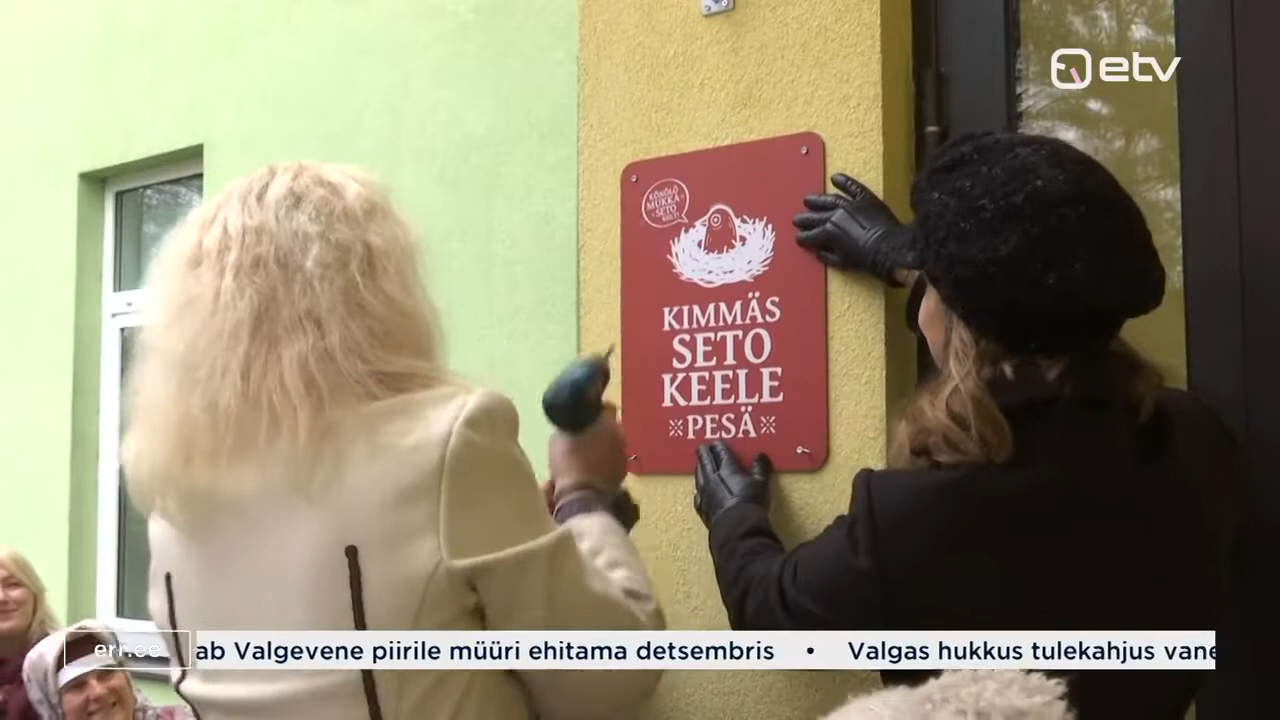 etv
KÕNÕLÕ
MUKKA
SETO
KEELT!
KIMMÄS
SETO
KEELE
PESÄ
err.ee
ab Valgevene piirile müüri ehitama detsembris • Valgas hukkus tulekahjus vane